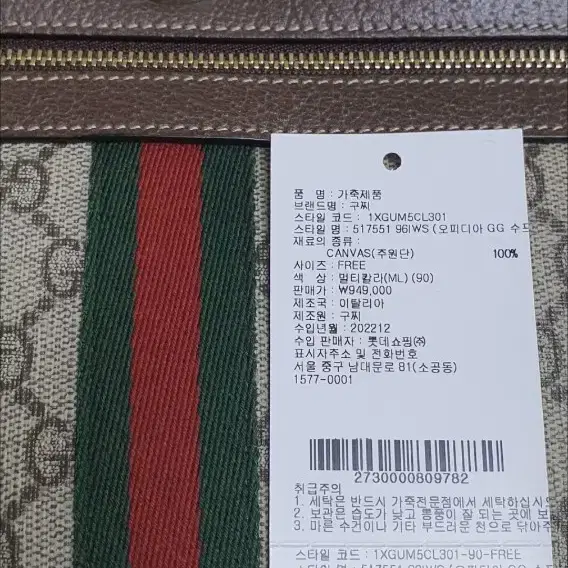 품 명 : 가죽제품
브랜드명 : 구찌
스타일 코드 : 1XGUM5CL301
스타일 명 : 517551 96IWS (오피디아 GG 수프
재료의 종류 :
CANVAS(주원단) 100%
사이즈 : FREE
색 상 : 멀티칼라(ML) (90)
판매가 : ₩949,000
제조국 : 이탈리아
제조원 : 구찌
수입년월 : 202212
수입 판매자 : 롯데쇼핑㈜
표시자주소 및 전화번호
서울 중구 남대문로 81(소공동)
1577-0001
2730000809782
취급주의
1. 세탁은 반드시 가죽전문점에서 세탁하십시
2. 보관은 습도가 낮고 통풍이 잘 되는 곳에 보
3. 마른 수건이나 기타 부드러운 천으로 닦아주
스타일 코드 : 1XGUM5CL301-90-FREE